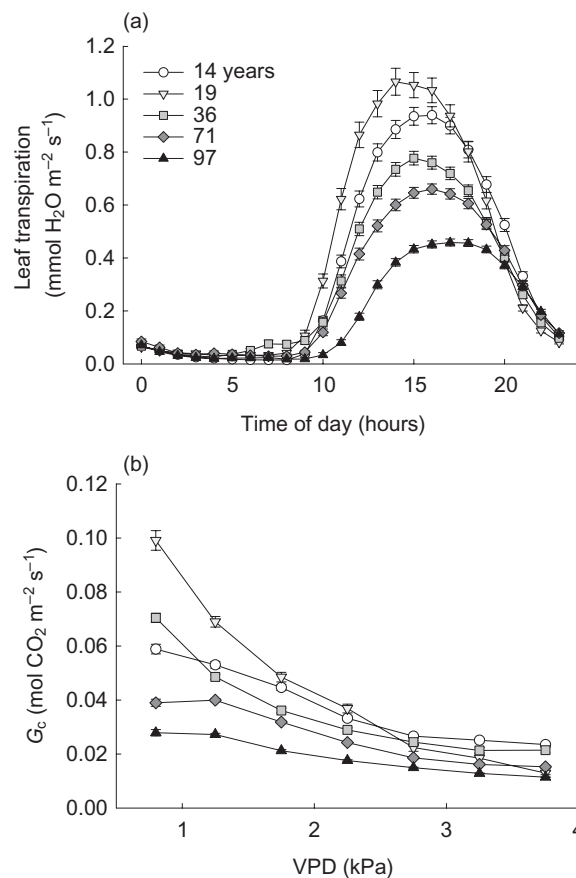 (a)
1.2
1.0
0.8
0.6
0.4
0.2
0.0
Leaf transpiration
(mmol H₂O m⁻² s⁻¹)
14 years
19
36
71
97
0 5 10 15 20
Time of day (hours)
(b)
0.12
0.10
0.08
0.06
0.04
0.02
0.00
Gc (mol CO₂ m⁻² s⁻¹)
1 2 3 4
VPD (kPa)